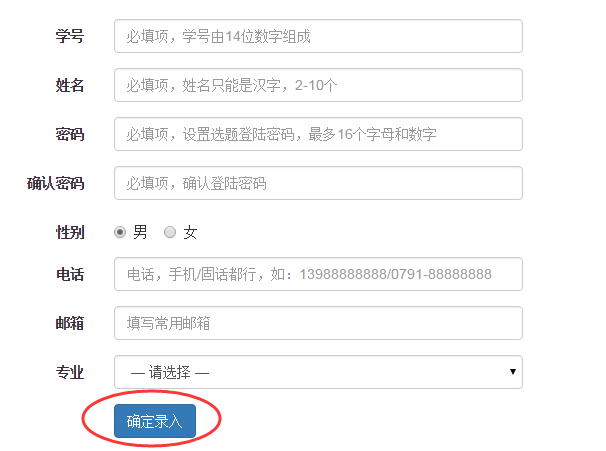 学号 必填项，学号由14位数字组成
姓名 必填项，姓名只能是汉字，2-10个
密码 必填项，设置选题登陆密码，最多16个字母和数字
确认密码 必填项，确认登陆密码
性别 男 女
电话 电话，手机/固话都行，如：13988888888/0791-88888888
邮箱 填写常用邮箱
专业 — 请选择 —
确定录入